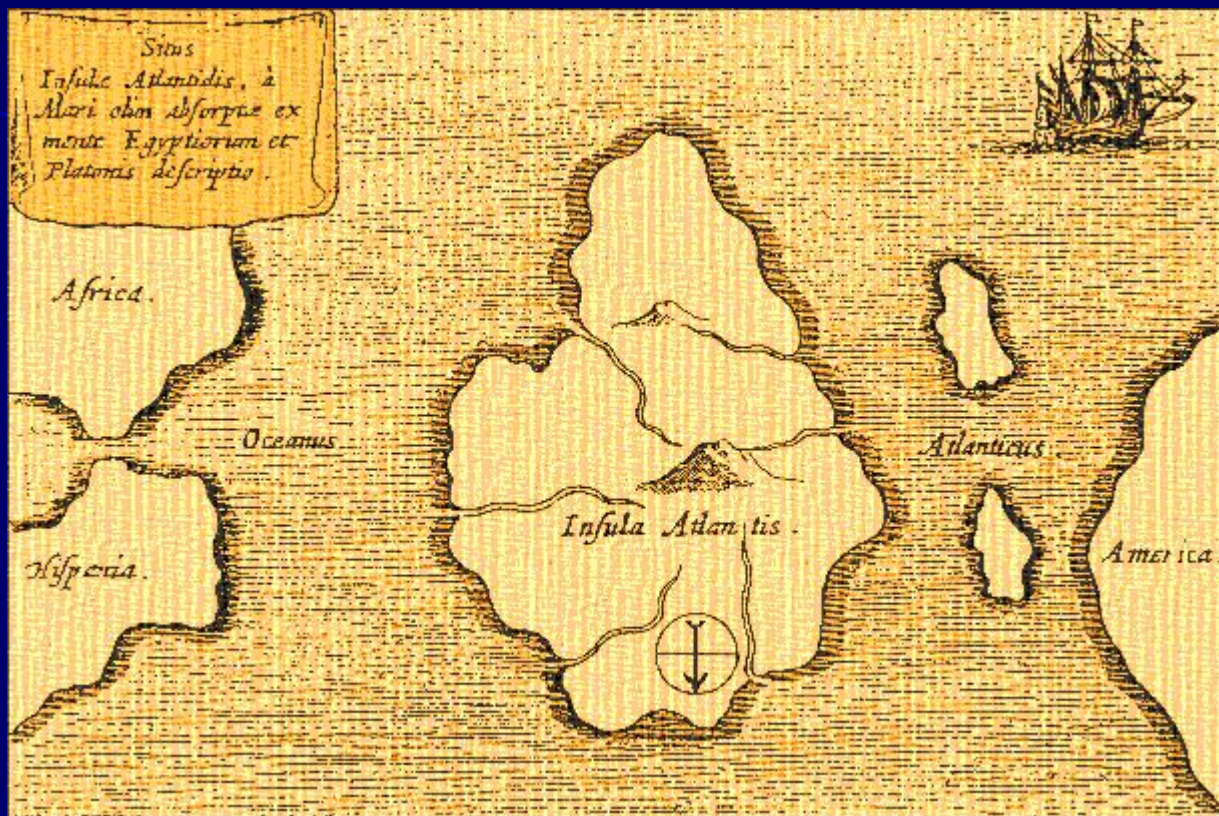 Situs
Insulæ Atlantidis, à
Mari olim absorptæ ex
mente Egyptiorum et
Platonis descriptio.
Africa.
Oceanus
Atlanticus.
Insula Atlantis.
Hispania.
America.